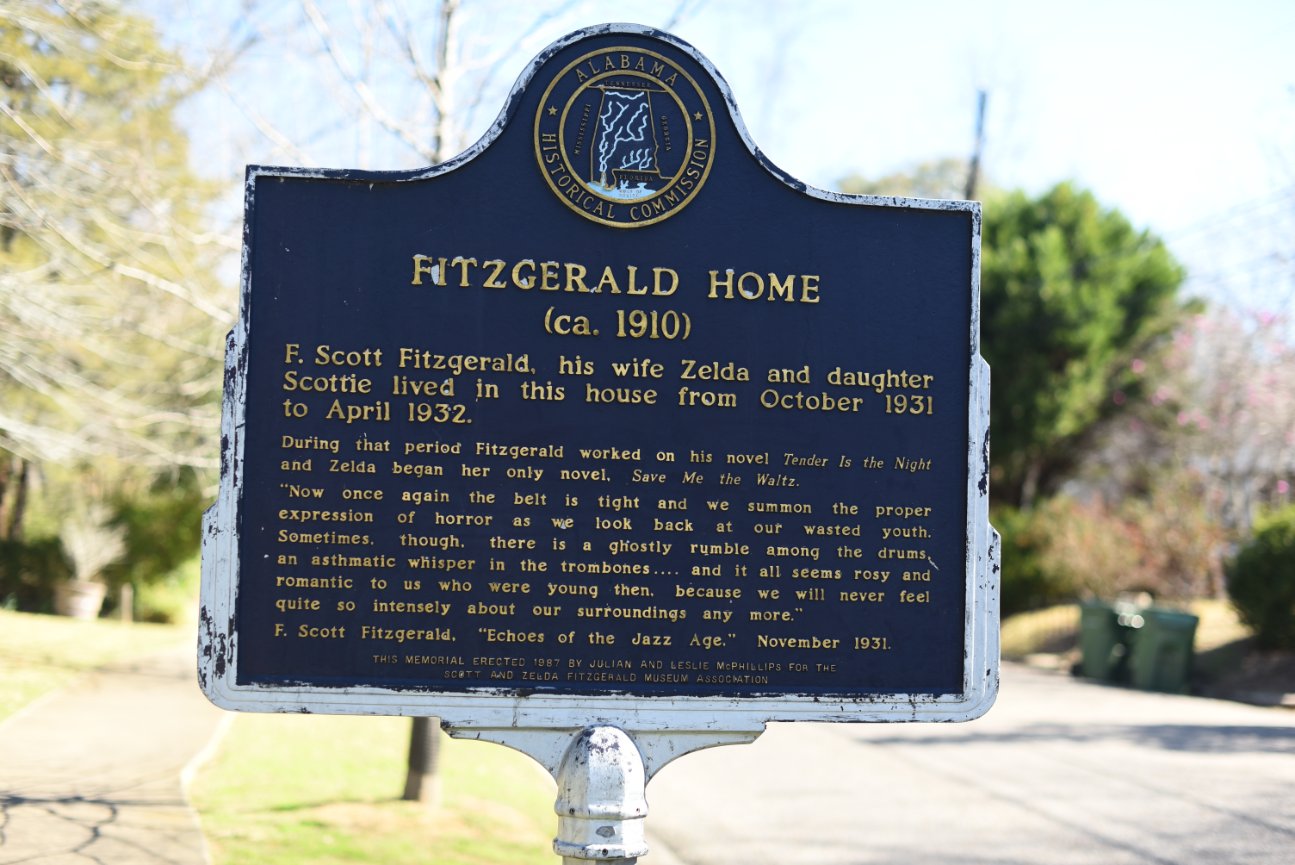 ALABAMA
HISTORICAL COMMISSION
TENNESSEE
MISSISSIPPI
GEORGIA
FLORIDA
GULF OF
FITZGERALD HOME
(ca. 1910)
F. Scott Fitzgerald, his wife Zelda and daughter
Scottie lived in this house from October 1931
to April 1932.
During that period Fitzgerald worked on his novel Tender Is the Night
and Zelda began her only novel, Save Me the Waltz.
“Now once again the belt is tight and we summon the proper
expression of horror as we look back at our wasted youth.
Sometimes, though, there is a ghostly rumble among the drums,
an asthmatic whisper in the trombones.... and it all seems rosy and
romantic to us who were young then, because we will never feel
quite so intensely about our surroundings any more.”
F. Scott Fitzgerald, “Echoes of the Jazz Age,” November 1931.
THIS MEMORIAL ERECTED 1987 BY JULIAN AND LESLIE McPHILLIPS FOR THE
SCOTT AND ZELDA FITZGERALD MUSEUM ASSOCIATION